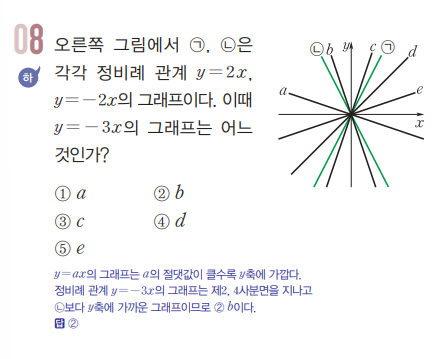 08
하
오른쪽 그림에서 ㉠, ㉡은
각각 정비례 관계 y=2x,
y=-2x의 그래프이다. 이때
y=-3x의 그래프는 어느
것인가?
㉡ b y c ㉠ d
a
e
x
① a ② b
③ c ④ d
⑤ e
y=ax의 그래프는 a의 절댓값이 클수록 y축에 가깝다.
정비례 관계 y=-3x의 그래프는 제2, 4사분면을 지나고
㉡보다 y축에 가까운 그래프이므로 ② b이다.
답 ②